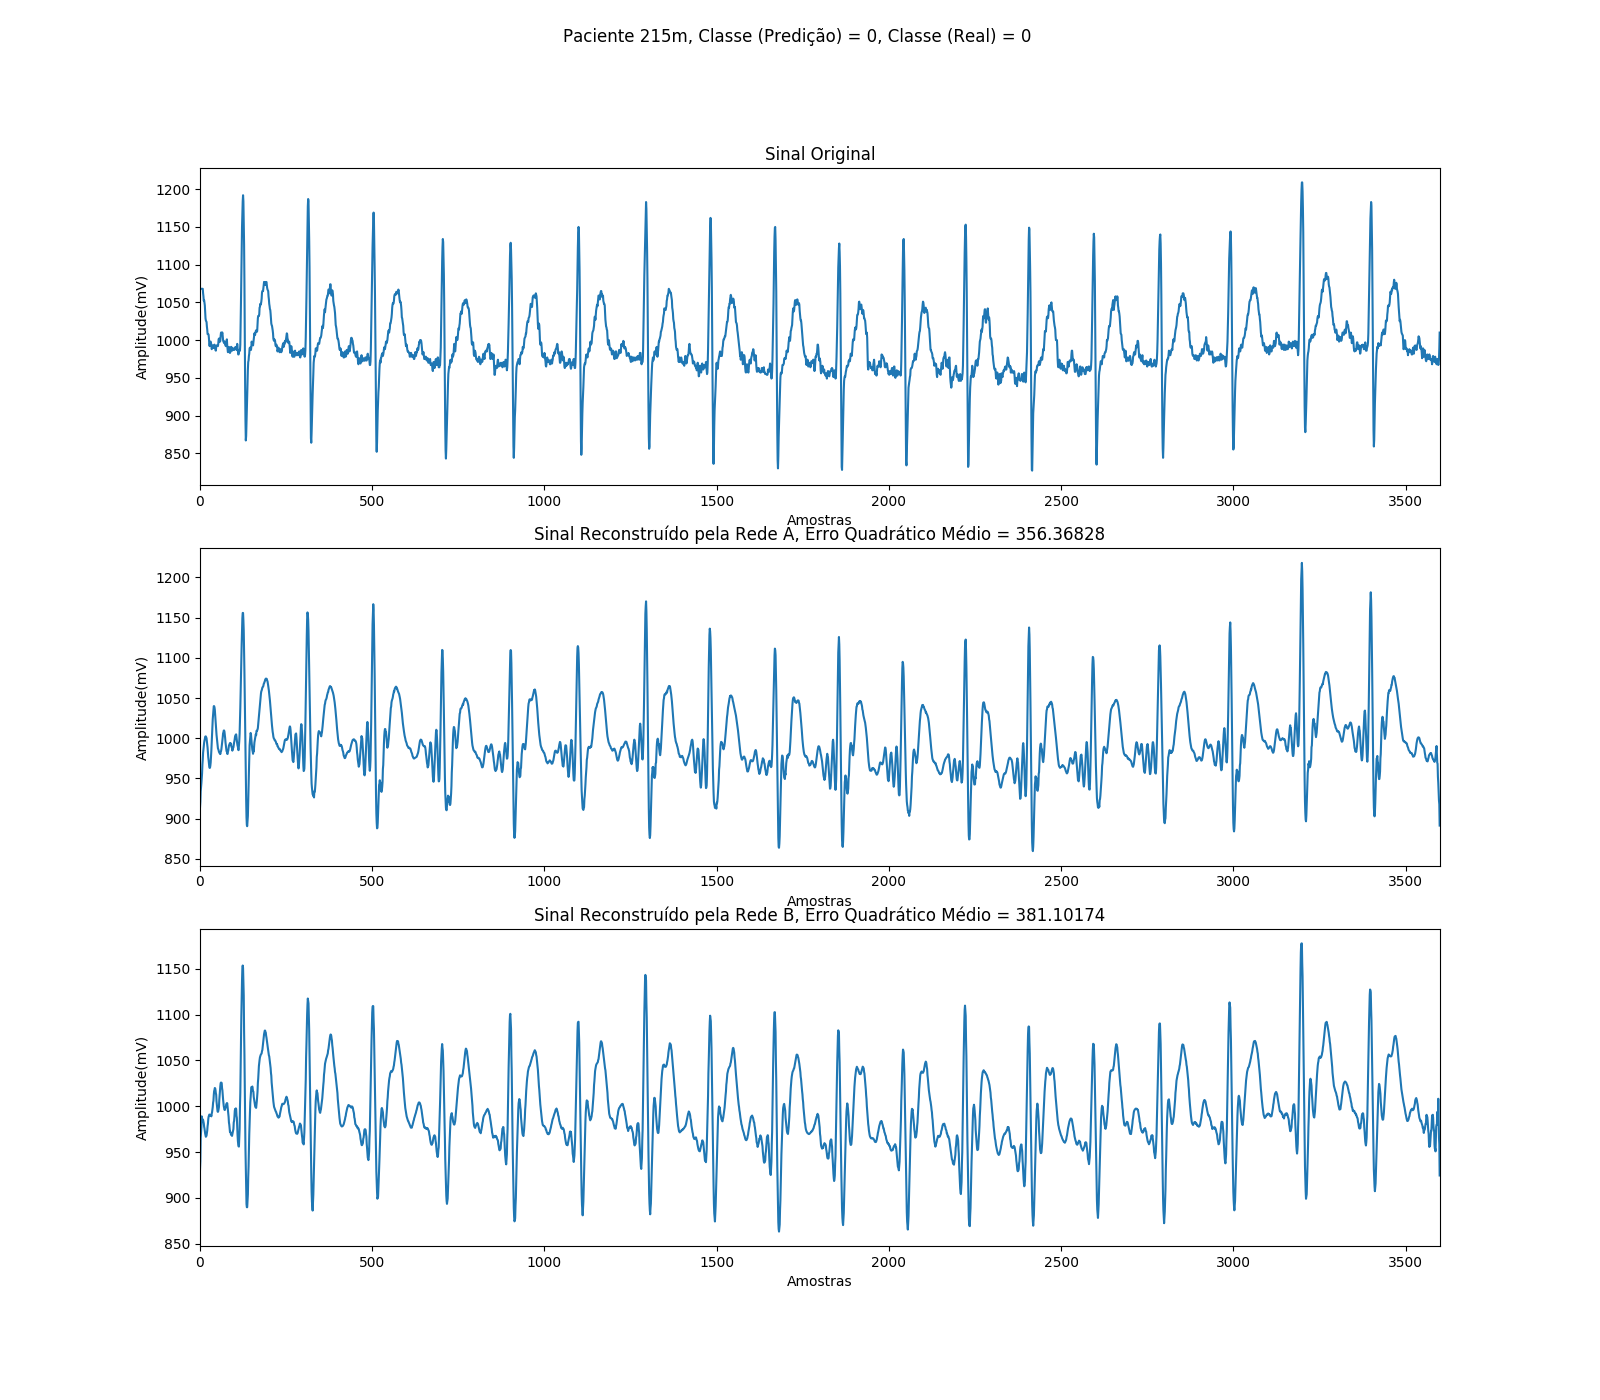 Paciente 215m, Classe (Predição) = 0, Classe (Real) = 0
Sinal Original
Amplitude(mV)
1200
1150
1100
1050
1000
950
900
850
0 500 1000 1500 2000 2500 3000 3500
Amostras
Sinal Reconstruído pela Rede A, Erro Quadrático Médio = 356.36828
Amplitude(mV)
1200
1150
1100
1050
1000
950
900
850
0 500 1000 1500 2000 2500 3000 3500
Amostras
Sinal Reconstruído pela Rede B, Erro Quadrático Médio = 381.10174
Amplitude(mV)
1150
1100
1050
1000
950
900
850
0 500 1000 1500 2000 2500 3000 3500
Amostras